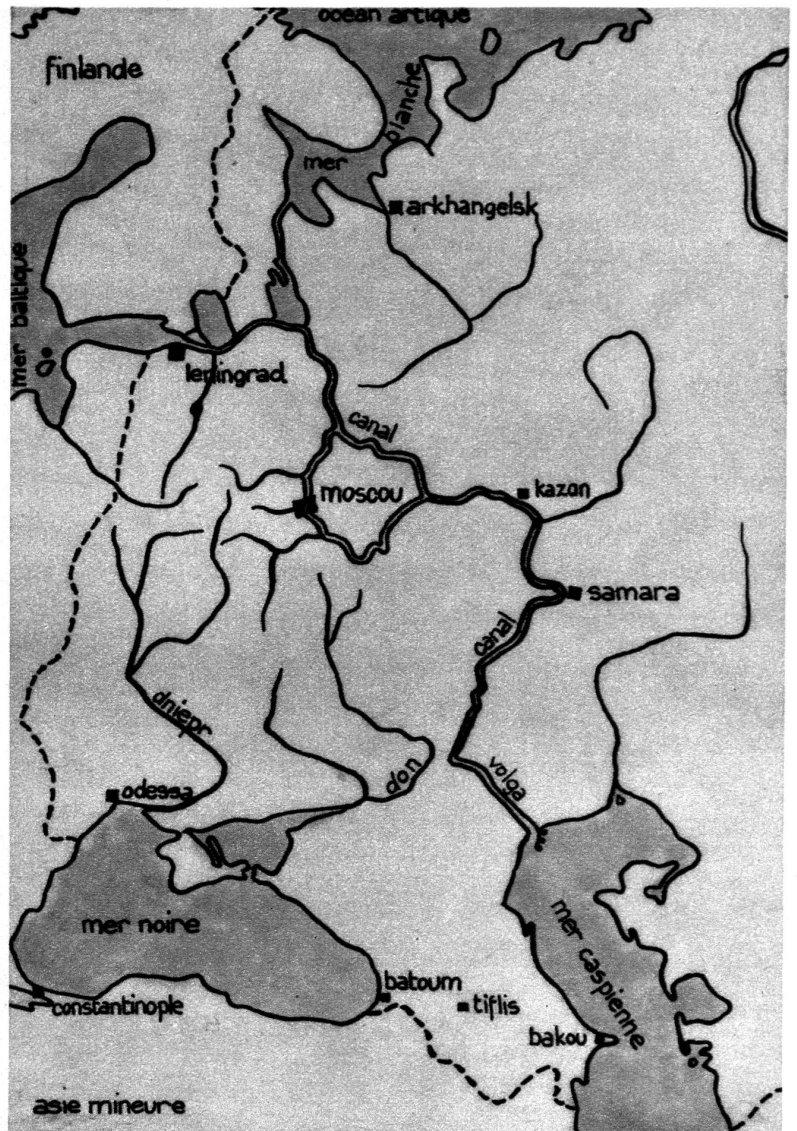 océan artique
finlande
blanche
mer
arkhangelsk
mer baltique
leningrad
canal
moscou
kazan
samara
canal
dniepr
don
volga
odessa
mer noire
mer caspienne
constantinople
batoum
tiflis
bakou
asie mineure